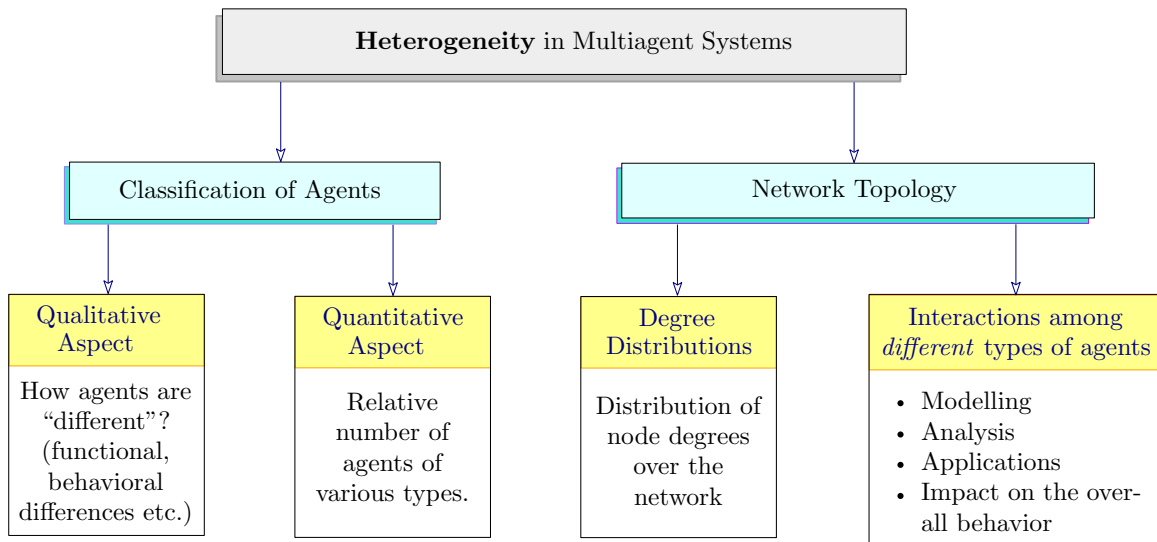 Heterogeneity in Multiagent Systems
Classification of Agents
Network Topology
Qualitative
Aspect
How agents are
“different”?
(functional,
behavioral
differences etc.)
Quantitative
Aspect
Relative
number of
agents of
various types.
Degree
Distributions
Distribution of
node degrees
over the
network
Interactions among
different types of agents
• Modelling
• Analysis
• Applications
• Impact on the over-
all behavior